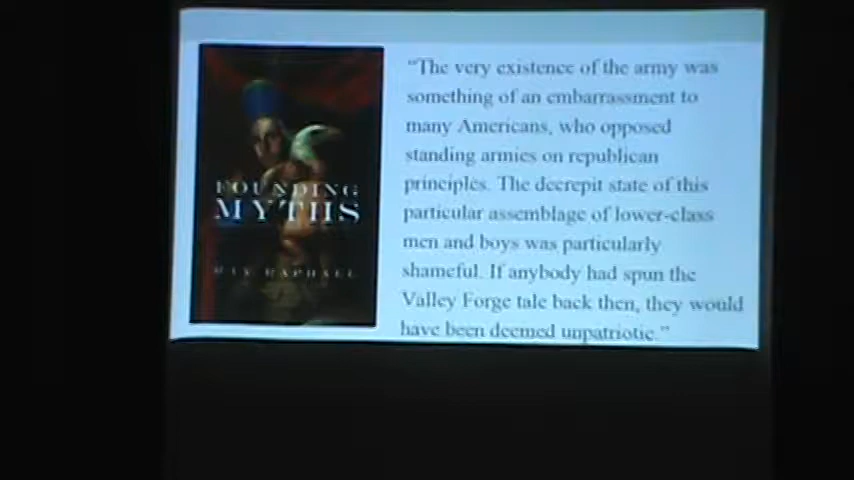 FOUNDING
MYTHS
RAY RAPHAEL
“The very existence of the army was
something of an embarrassment to
many Americans, who opposed
standing armies on republican
principles. The decrepit state of this
particular assemblage of lower-class
men and boys was particularly
shameful. If anybody had spun the
Valley Forge tale back then, they would
have been deemed unpatriotic.”